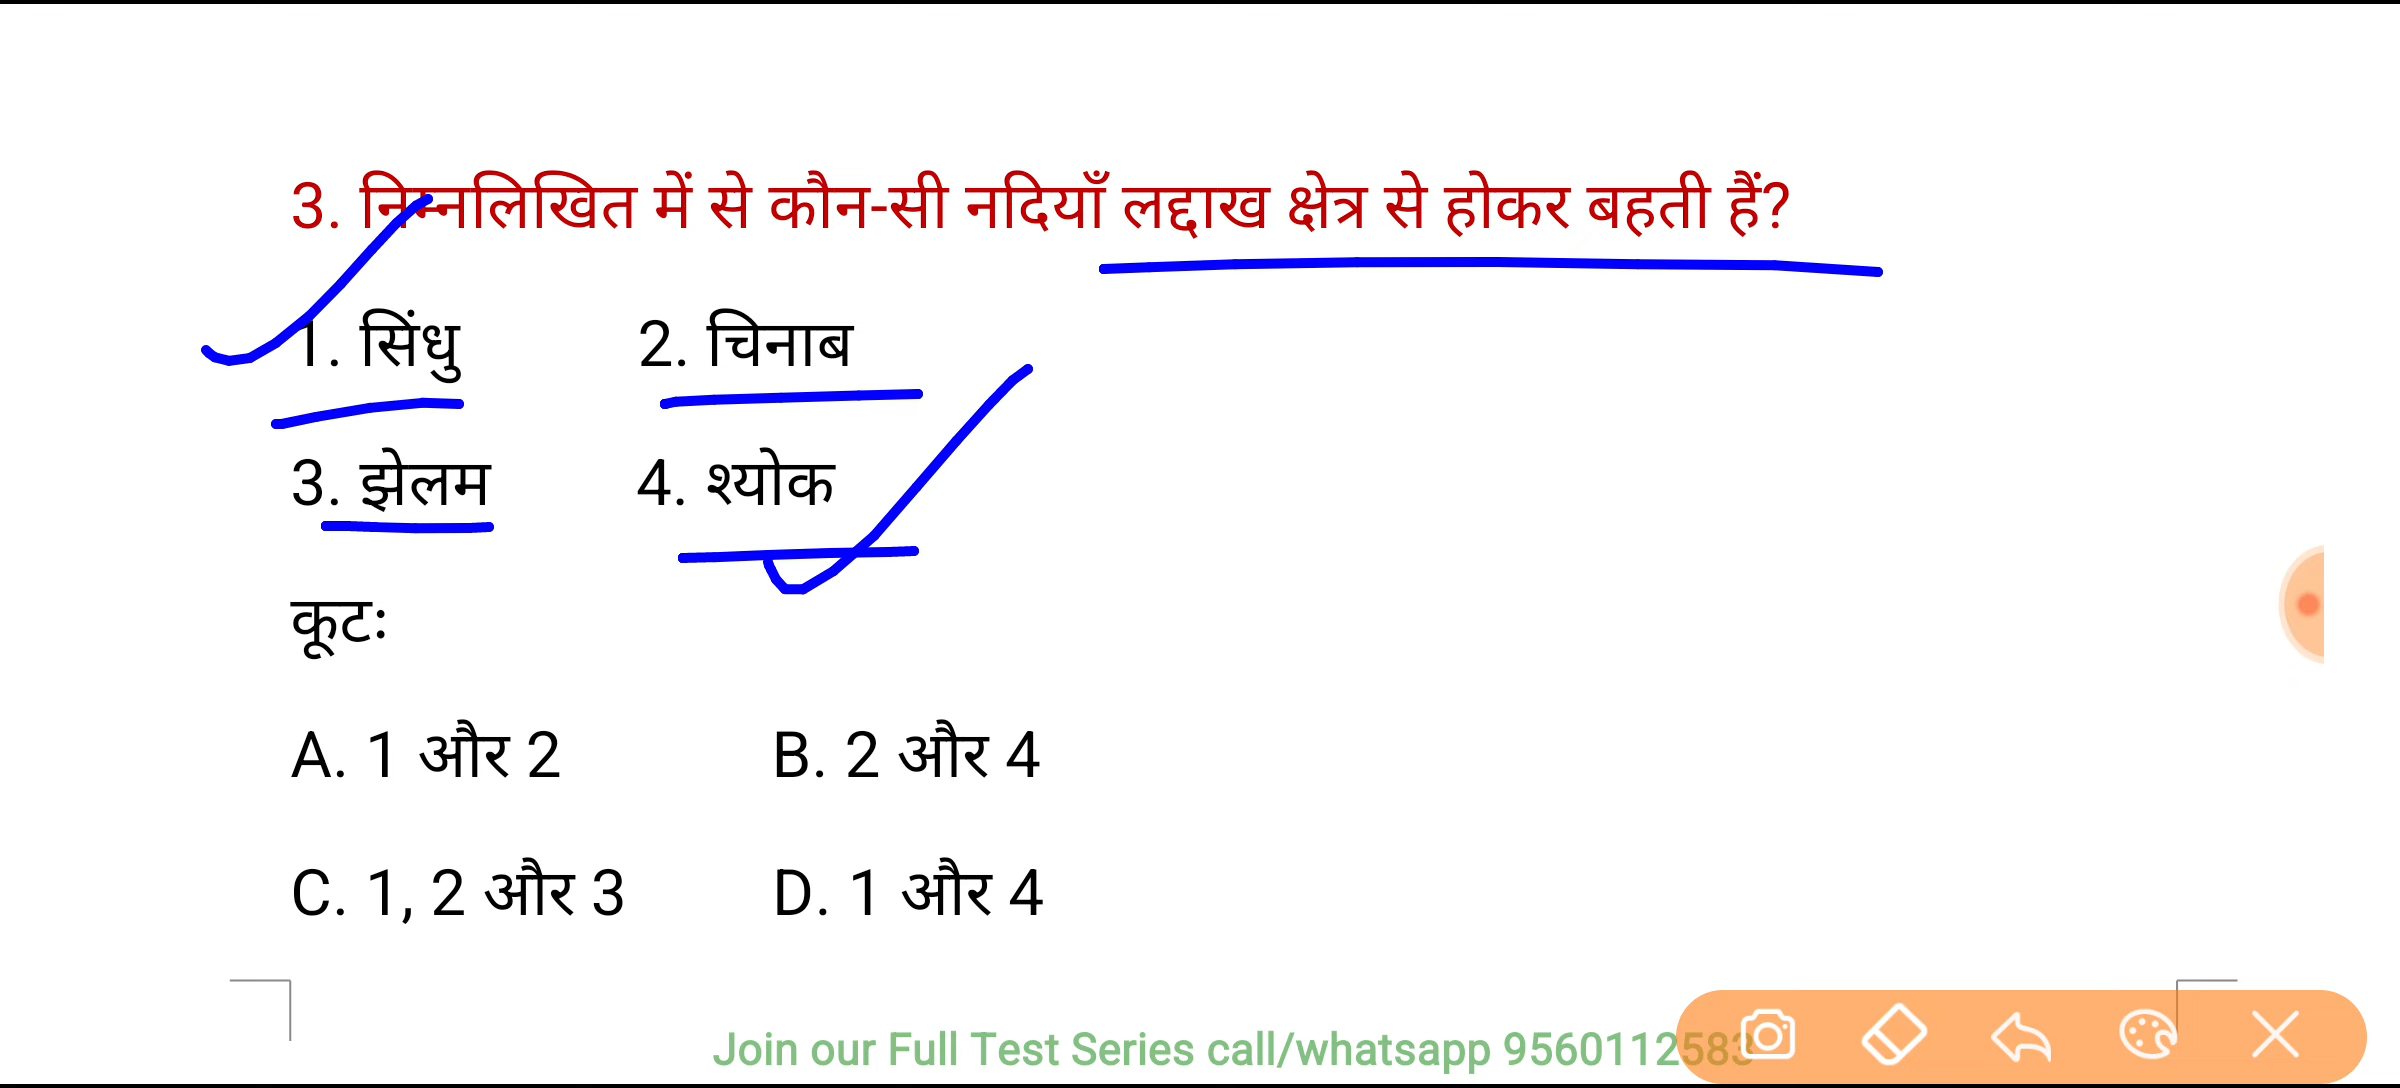 3. निम्नलिखित में से कौन-सी नदियाँ लद्दाख क्षेत्र से होकर बहती हैं?
1. सिंधु 2. चिनाब
3. झेलम 4. श्योक
कूटः
A. 1 और 2 B. 2 और 4
C. 1, 2 और 3 D. 1 और 4
Join our Full Test Series call/whatsapp 9560112583